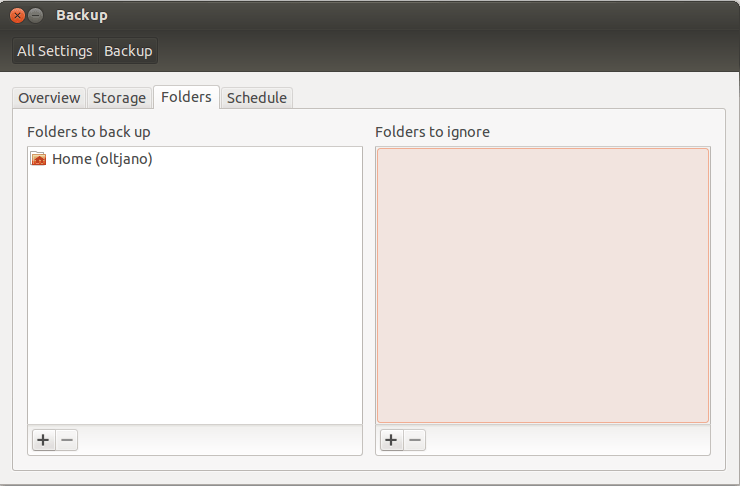 Backup
All Settings Backup
Overview Storage Folders Schedule
Folders to back up Folders to ignore
Home (oltjano)